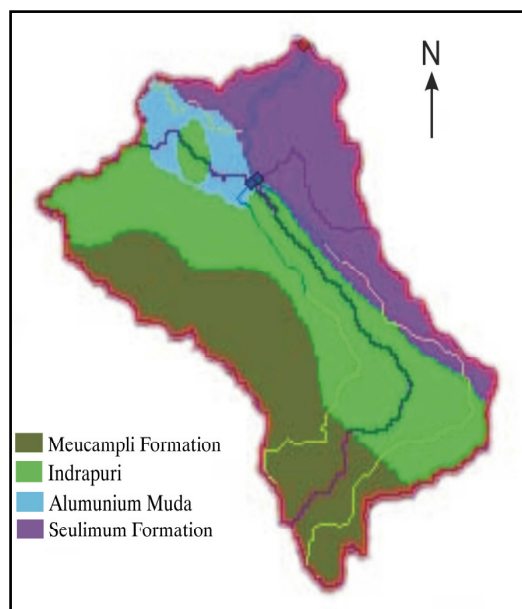 N
Meucampli Formation
Indrapuri
Alumunium Muda
Seulimum Formation